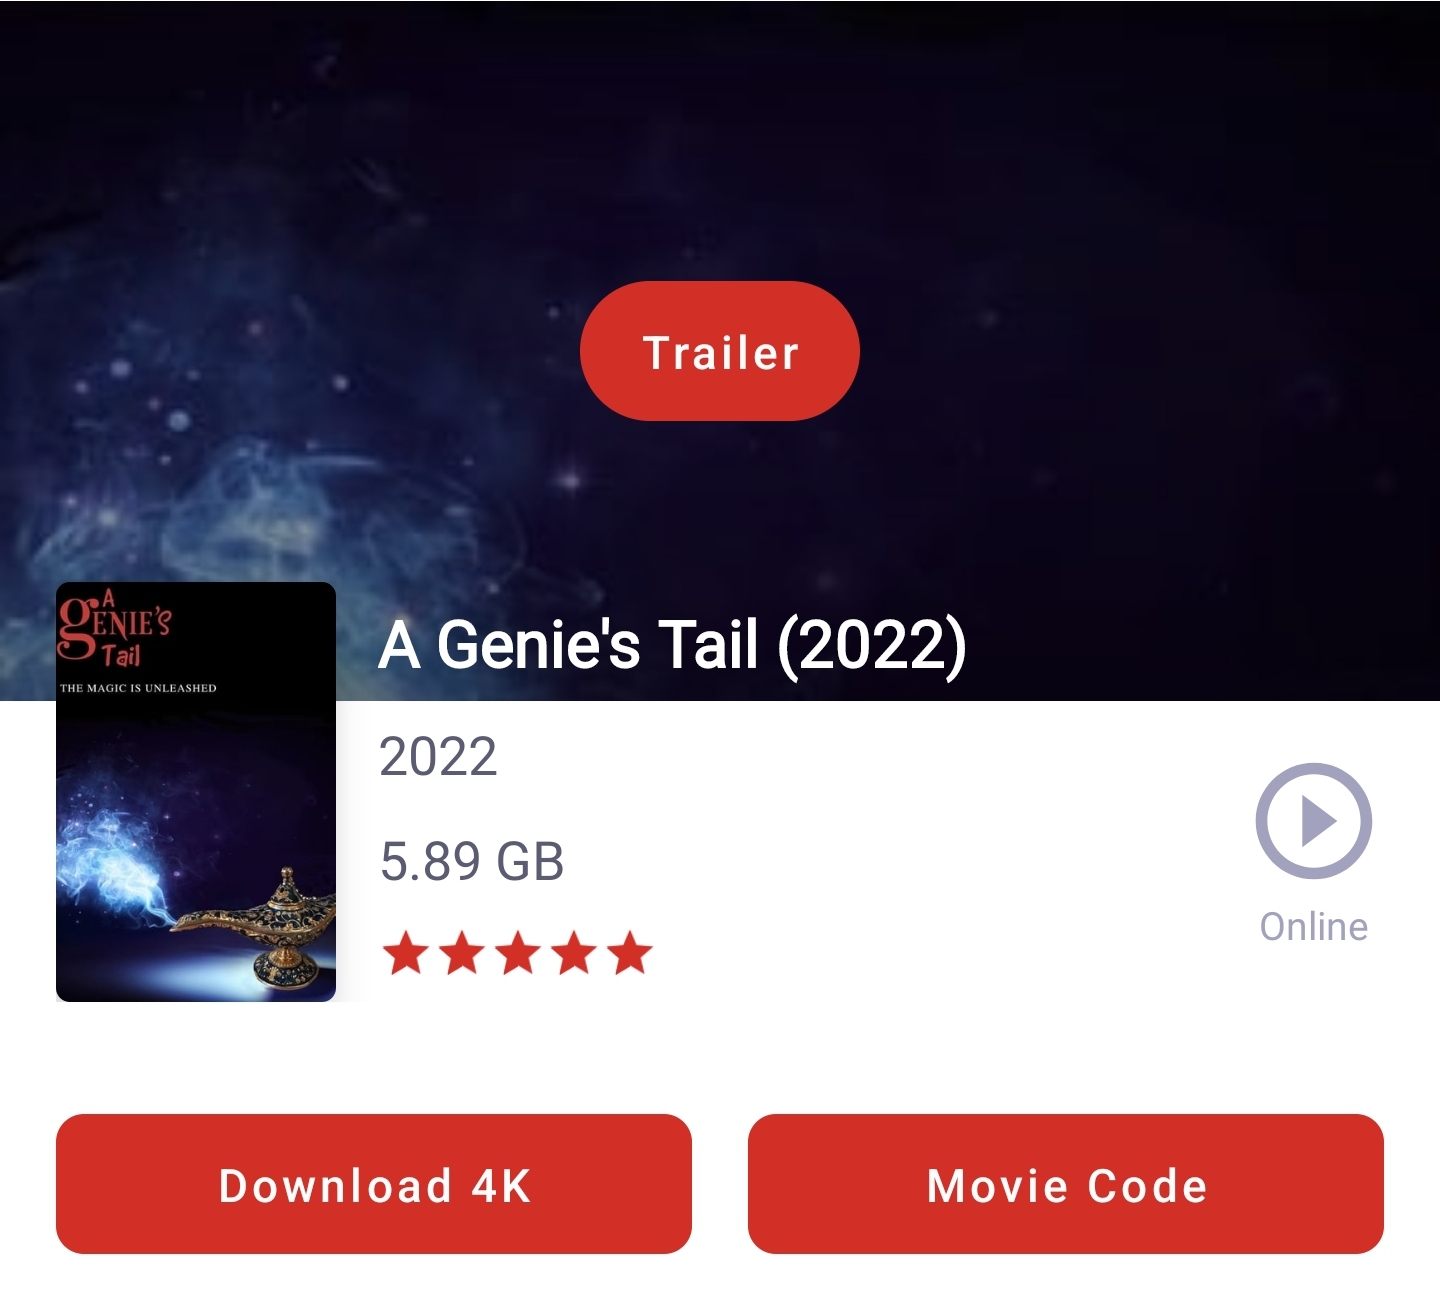 Trailer
A
GENIE'S
Tail
THE MAGIC IS UNLEASHED
A Genie's Tail (2022)
2022
5.89 GB
Online
Download 4K
Movie Code